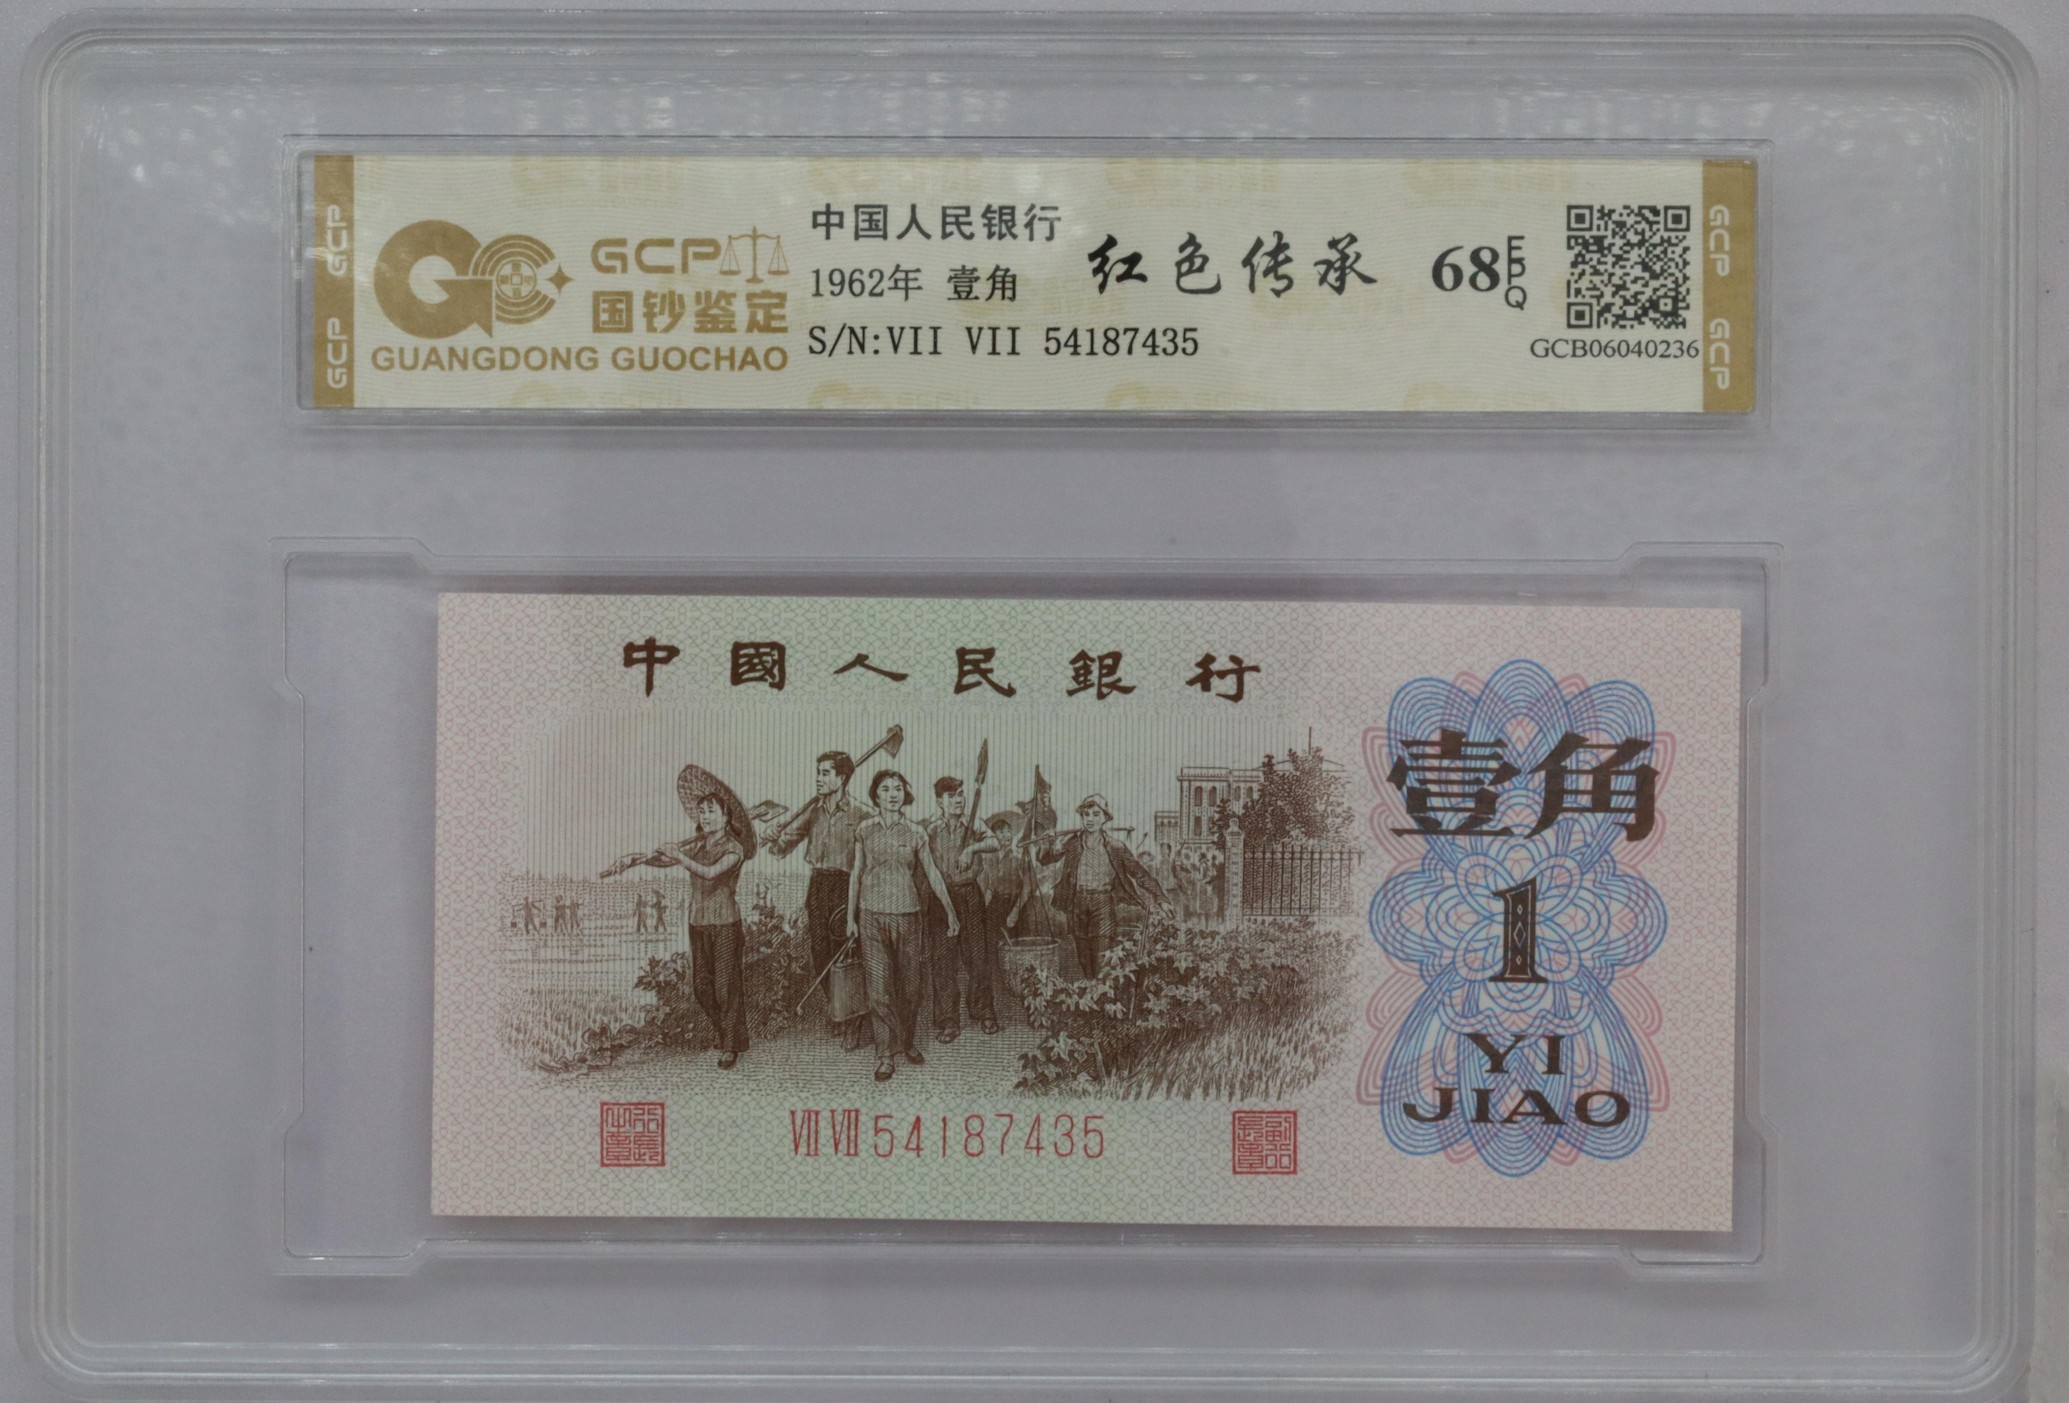 GCP
GCP
GCP
国钞鉴定
GUANGDONG GUOCHAO
中国人民银行
1962年 壹角
S/N:VII VII 54187435
红色传承
68
EPQ
GCB06040236
GCP
GCP
中國人民銀行
壹角
1
YI
JIAO
VII VII 54187435